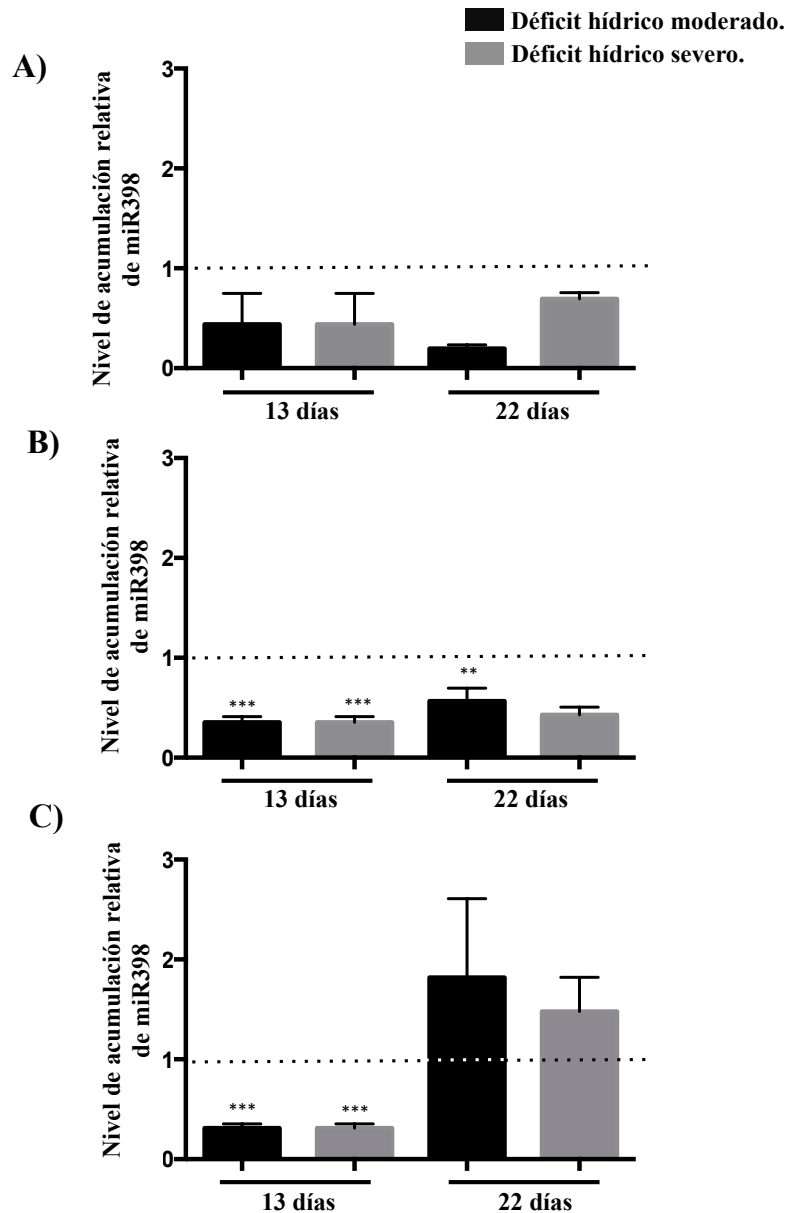 Déficit hídrico moderado.
Déficit hídrico severo.
A)
Nivel de acumulación relativa
de miR398
3
2
1
0
13 días
22 días
B)
Nivel de acumulación relativa
de miR398
3
2
1
0
***
***
**
13 días
22 días
C)
Nivel de acumulación relativa
de miR398
3
2
1
0
***
***
13 días
22 días